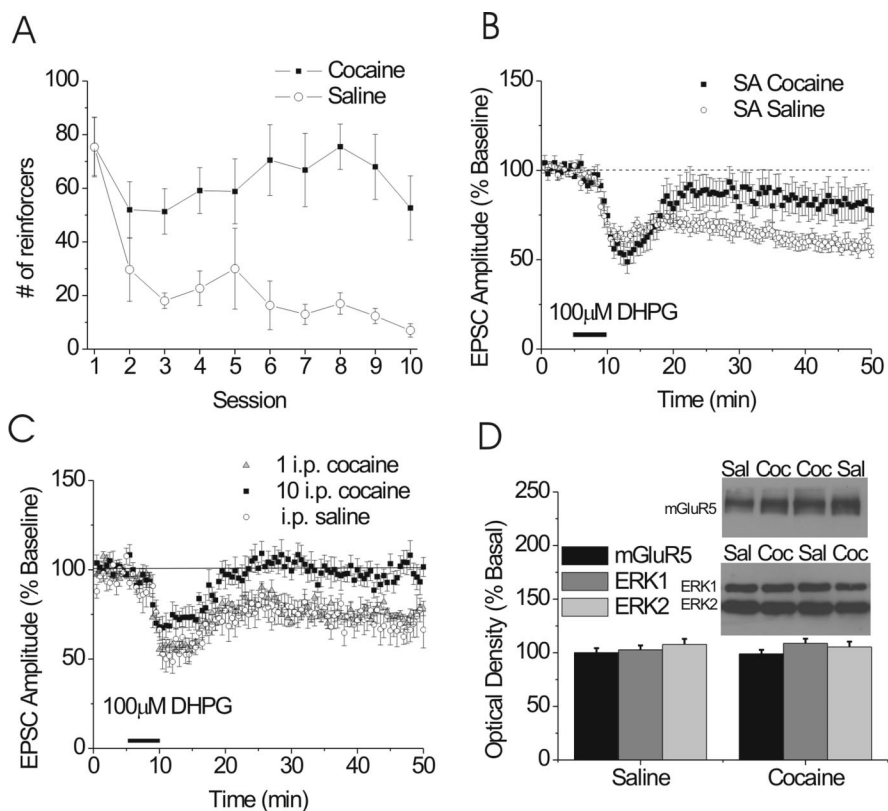 A
100
80
60
40
20
0
# of reinforcers
1 2 3 4 5 6 7 8 9 10
Session
Cocaine
Saline
B
150
100
50
0
EPSC Amplitude (% Baseline)
SA Cocaine
SA Saline
100μM DHPG
0 10 20 30 40 50
Time (min)
C
150
100
50
0
EPSC Amplitude (% Baseline)
1 i.p. cocaine
10 i.p. cocaine
i.p. saline
100μM DHPG
0 10 20 30 40 50
Time (min)
D
250
200
150
100
50
0
Optical Density (% Basal)
mGluR5
ERK1
ERK2
Sal Coc Coc Sal
mGluR5
Sal Coc Sal Coc
ERK1
ERK2
Saline Cocaine